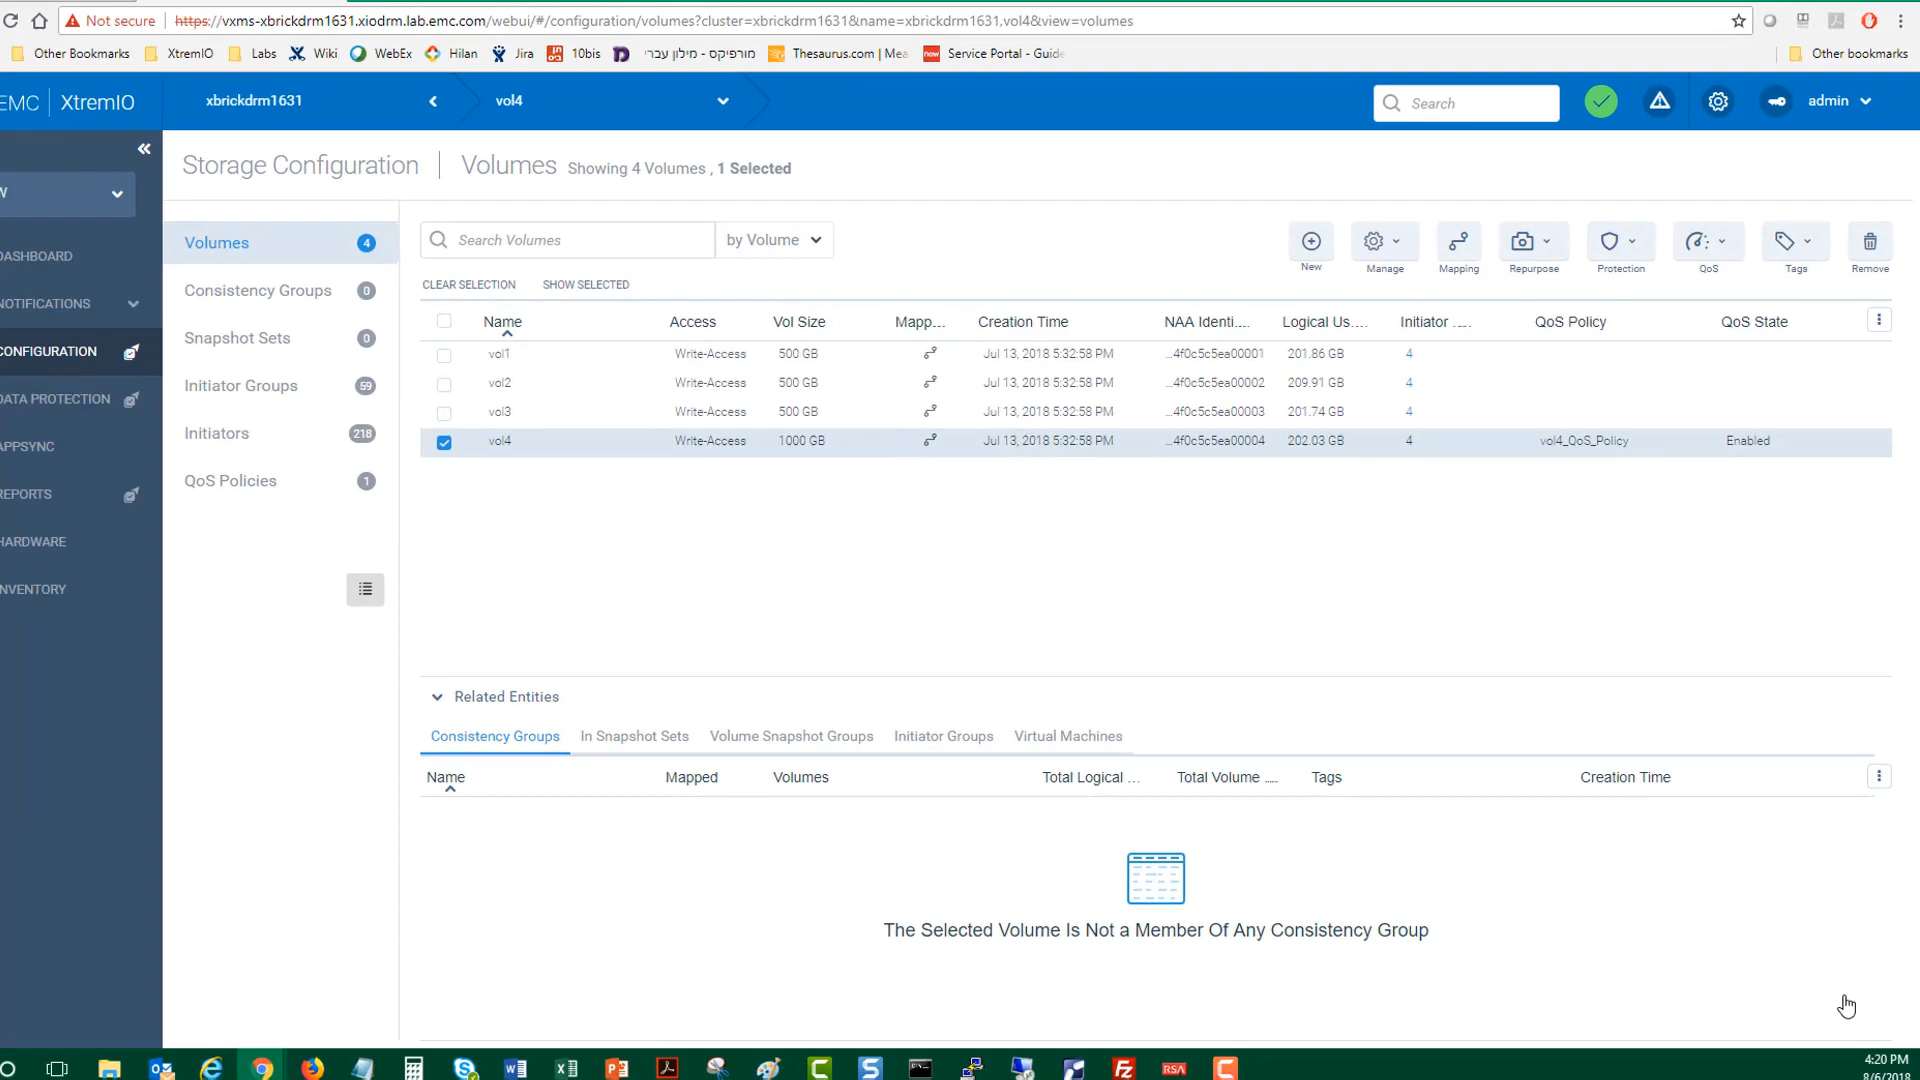 Not secure https://vxms-xbrickdrm1631.xiodrm.lab.emc.com/webui/#/configuration/volumes?cluster=xbrickdrm1631&name=xbrickdrm1631,vol4&view=volumes
Other Bookmarks XtremIO Labs Wiki WebEx Hilan Jira 10bis מורפיקס - מילון עברי Thesaurus.com | Mea Service Portal - Guide Other bookmarks
EMC XtremIO xbrickdrm1631 vol4 Search admin
Storage Configuration Volumes Showing 4 Volumes , 1 Selected
W
DASHBOARD
NOTIFICATIONS
CONFIGURATION
DATA PROTECTION
APPSYNC
REPORTS
HARDWARE
INVENTORY
Volumes 4
Consistency Groups 0
Snapshot Sets 0
Initiator Groups 59
Initiators 218
QoS Policies 1
Search Volumes by Volume
New Manage Mapping Repurpose Protection QoS Tags Remove
CLEAR SELECTION SHOW SELECTED
Name Access Vol Size Mapp... Creation Time NAA Identi.... Logical Us.... Initiator .... QoS Policy QoS State
vol1 Write-Access 500 GB Jul 13, 2018 5:32:58 PM ...4f0c5c5ea00001 201.86 GB 4
vol2 Write-Access 500 GB Jul 13, 2018 5:32:58 PM ...4f0c5c5ea00002 209.91 GB 4
vol3 Write-Access 500 GB Jul 13, 2018 5:32:58 PM ...4f0c5c5ea00003 201.74 GB 4
vol4 Write-Access 1000 GB Jul 13, 2018 5:32:58 PM ...4f0c5c5ea00004 202.03 GB 4 vol4_QoS_Policy Enabled
Related Entities
Consistency Groups In Snapshot Sets Volume Snapshot Groups Initiator Groups Virtual Machines
Name Mapped Volumes Total Logical ... Total Volume .... Tags Creation Time
The Selected Volume Is Not a Member Of Any Consistency Group
RSA
4:20 PM
8/6/2018